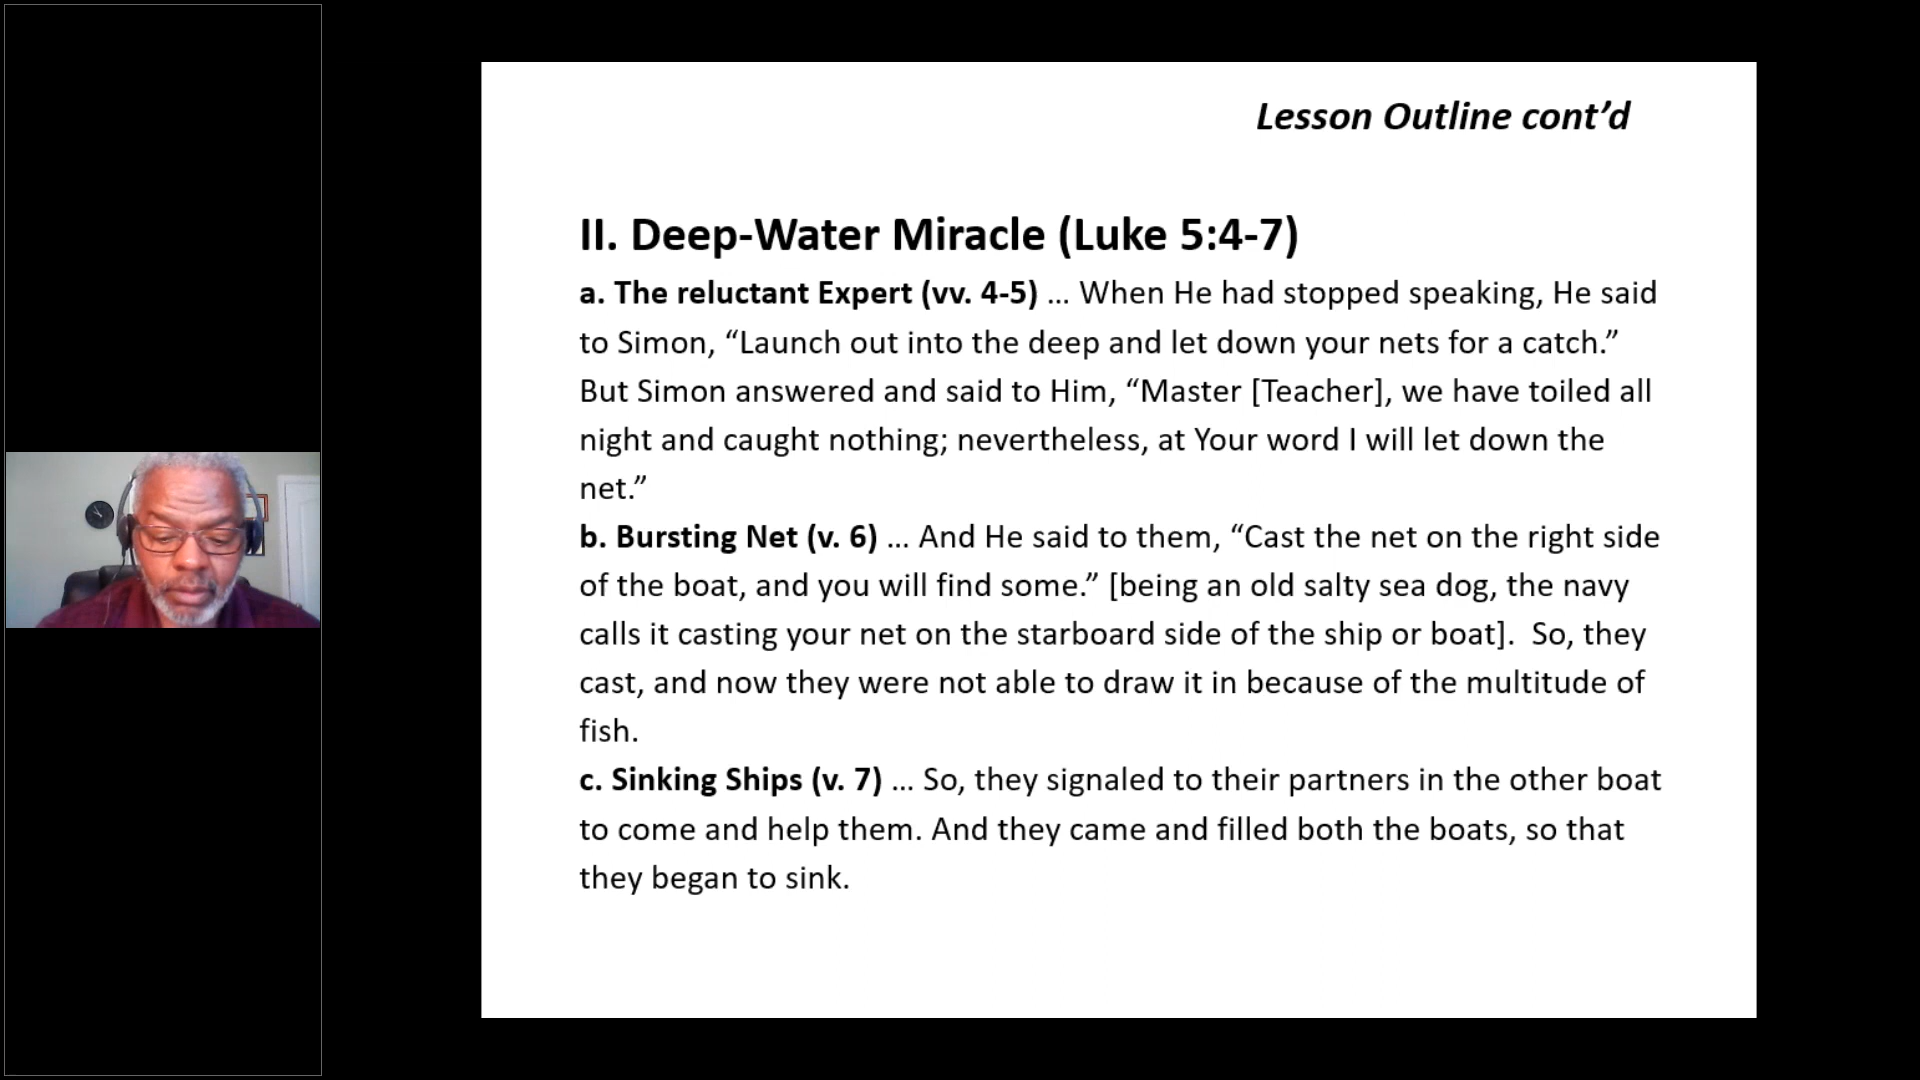 Lesson Outline cont’d
II. Deep-Water Miracle (Luke 5:4-7)
a. The reluctant Expert (vv. 4-5) … When He had stopped speaking, He said
to Simon, “Launch out into the deep and let down your nets for a catch.”
But Simon answered and said to Him, “Master [Teacher], we have toiled all
night and caught nothing; nevertheless, at Your word I will let down the
net.”
b. Bursting Net (v. 6) … And He said to them, “Cast the net on the right side
of the boat, and you will find some.” [being an old salty sea dog, the navy
calls it casting your net on the starboard side of the ship or boat].  So, they
cast, and now they were not able to draw it in because of the multitude of
fish.
c. Sinking Ships (v. 7) … So, they signaled to their partners in the other boat
to come and help them. And they came and filled both the boats, so that
they began to sink.